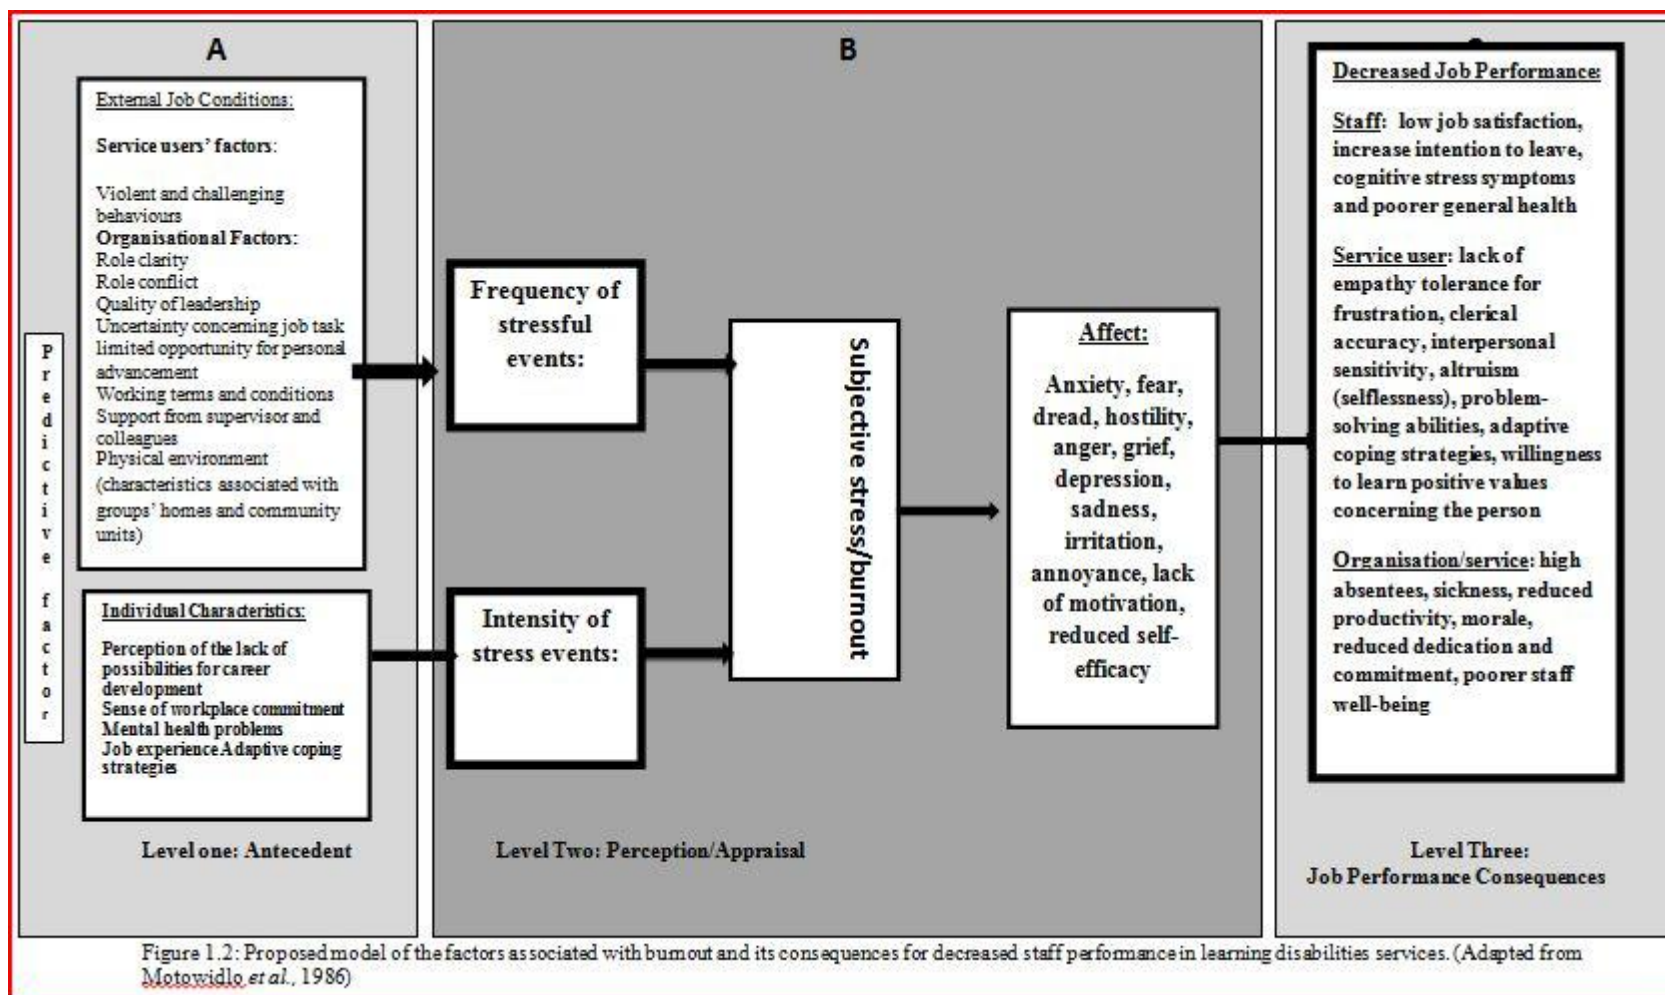 A
External Job Conditions:
Service users' factors:
Violent and challenging
behaviours
Organisational Factors:
Role clarity
Role conflict
Quality of leadership
Uncertainty concerning job task
limited opportunity for personal
advancement
Working terms and conditions
Support from supervisor and
colleagues
Physical environment
(characteristics associated with
groups' homes and community
units)
Predictive factor
Individual Characteristics:
Perception of the lack of
possibilities for career
development
Sense of workplace commitment
Mental health problems
Job experience Adaptive coping
strategies
Level one: Antecedent
B
Frequency of
stressful
events:
Intensity of
stress events:
Subjective stress/burnout
Affect:
Anxiety, fear,
dread, hostility,
anger, grief,
depression,
sadness,
irritation,
annoyance, lack
of motivation,
reduced self-
efficacy
Level Two: Perception/Appraisal
Decreased Job Performance:
Staff: low job satisfaction,
increase intention to leave,
cognitive stress symptoms
and poorer general health
Service user: lack of
empathy tolerance for
frustration, clerical
accuracy, interpersonal
sensitivity, altruism
(selflessness), problem-
solving abilities, adaptive
coping strategies, willingness
to learn positive values
concerning the person
Organisation/service: high
absentees, sickness, reduced
productivity, morale,
reduced dedication and
commitment, poorer staff
well-being
Level Three:
Job Performance Consequences
Figure 1.2: Proposed model of the factors associated with burnout and its consequences for decreased staff performance in learning disabilities services. (Adapted from
Motowidlo et al., 1986)